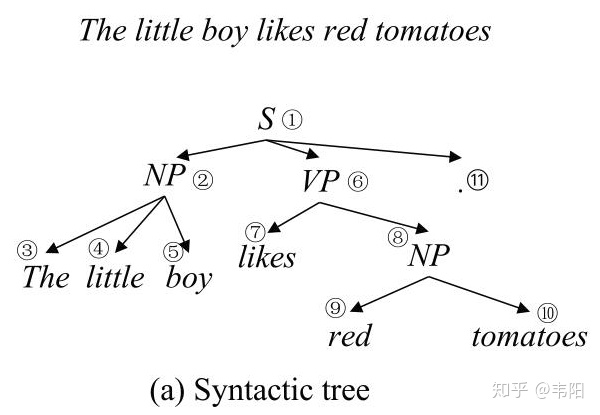 The little boy likes red tomatoes
S ①
NP ② VP ⑥ . ⑪
③ ④ ⑤ ⑦ ⑧
The little boy likes NP
⑨ ⑩
red tomatoes
(a) Syntactic tree
知乎 @韦阳